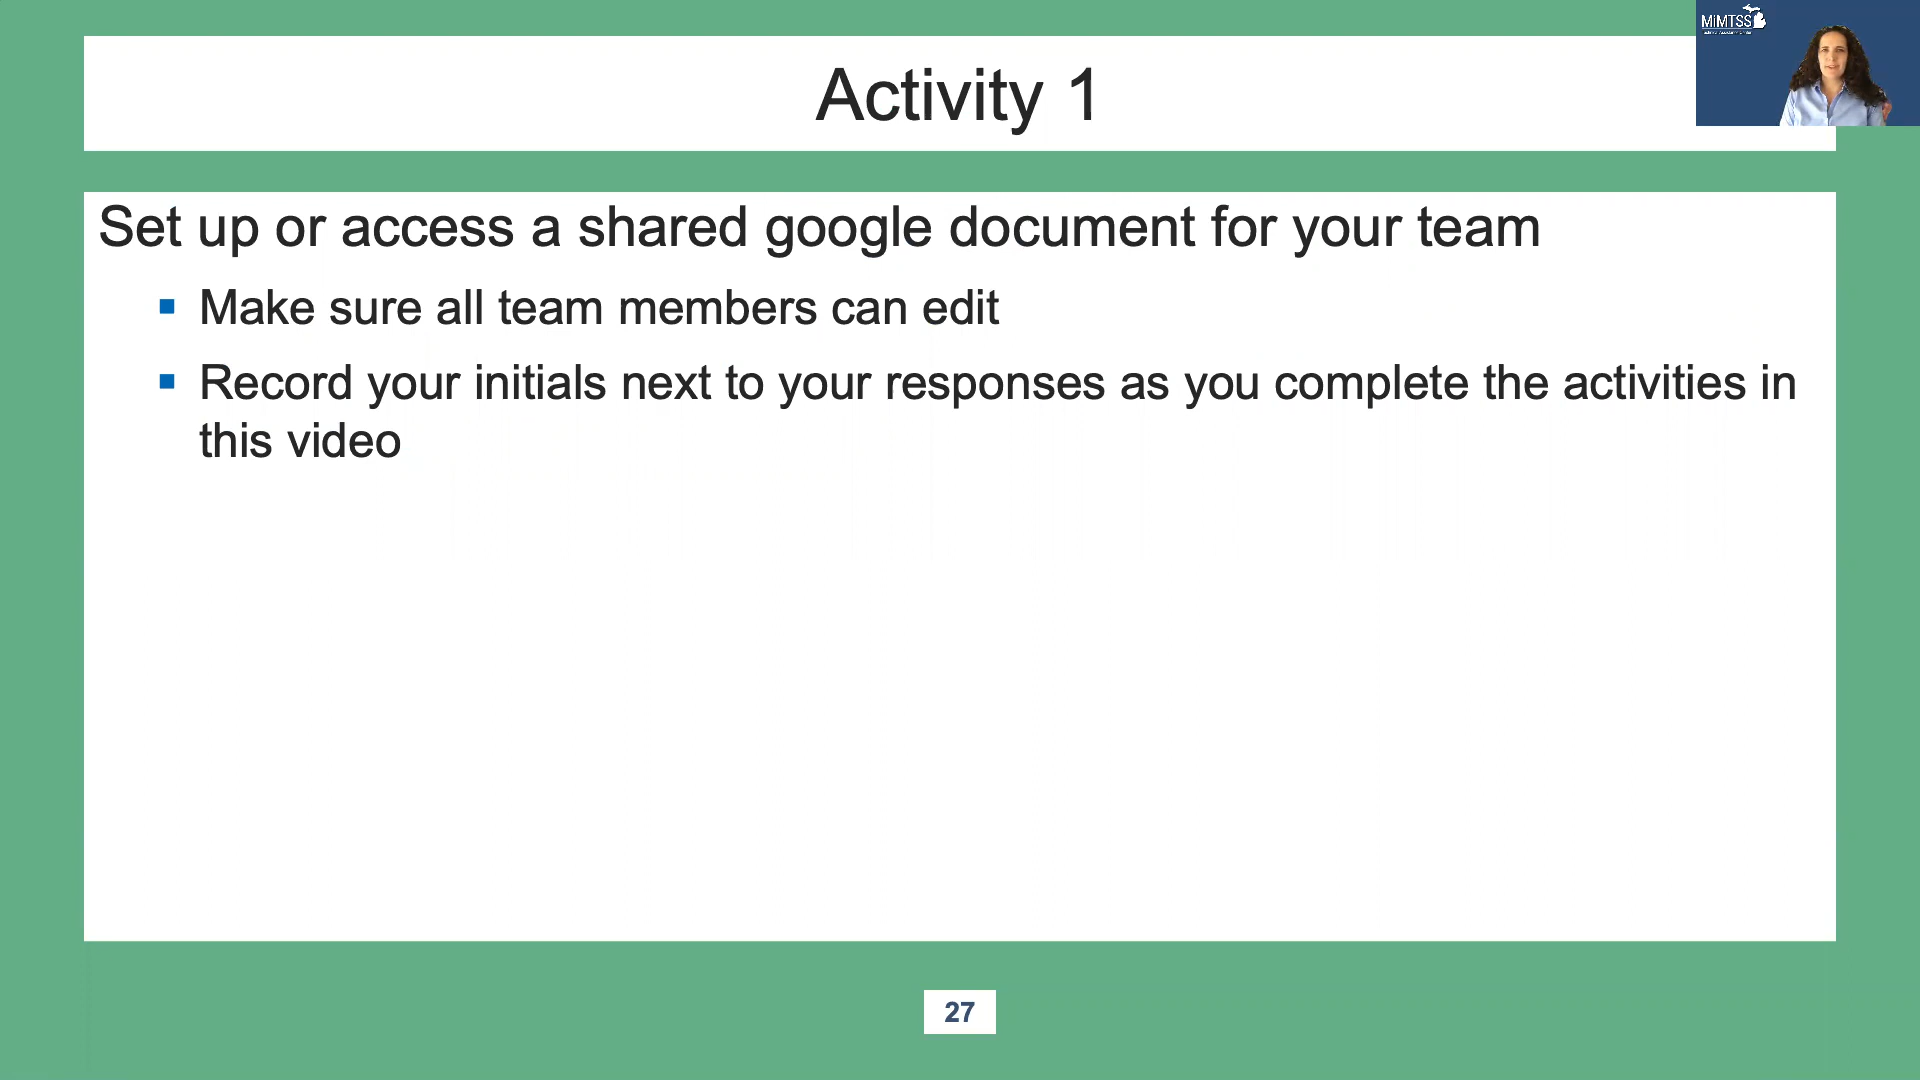 MiMTSS
Activity 1
Set up or access a shared google document for your team
Make sure all team members can edit
Record your initials next to your responses as you complete the activities in
this video
27